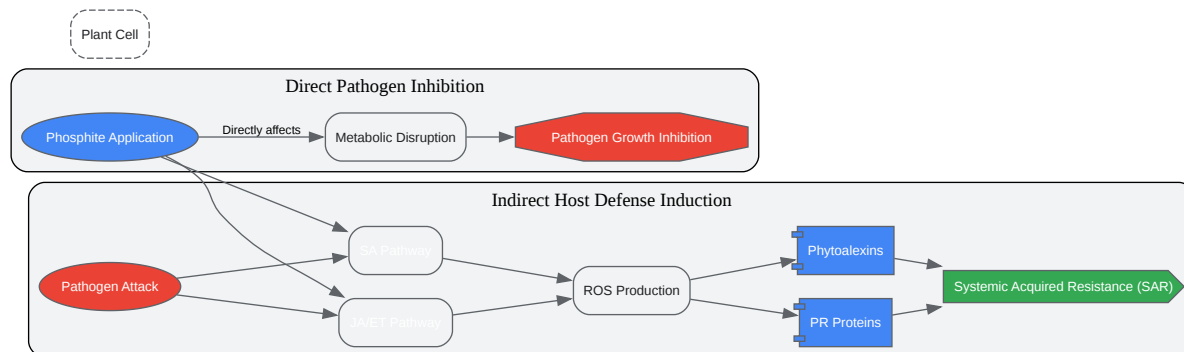 Plant Cell
Direct Pathogen Inhibition
Phosphite Application
Directly affects
Metabolic Disruption
Pathogen Growth Inhibition
Indirect Host Defense Induction
Pathogen Attack
SA Pathway
JA/ET Pathway
ROS Production
Phytoalexins
PR Proteins
Systemic Acquired Resistance (SAR)